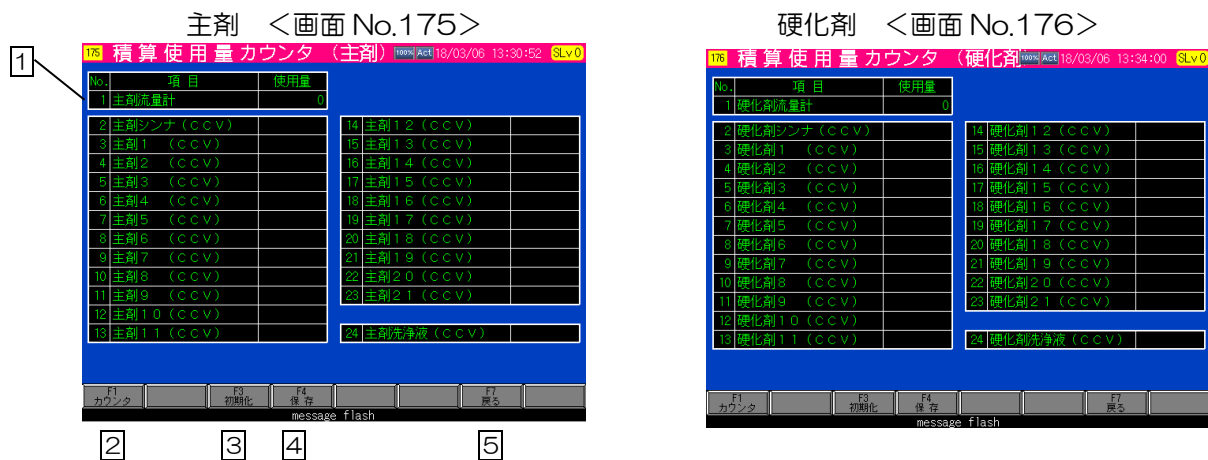 主剤 <画面 No.175>
175 積算使用量カウンタ (主剤) 100% Act 18/03/06 13:30:52 SLv0
1
No. 項目 使用量
1 主剤流量計 0
2 主剤シンナ(CCV)
3 主剤1 (CCV)
4 主剤2 (CCV)
5 主剤3 (CCV)
6 主剤4 (CCV)
7 主剤5 (CCV)
8 主剤6 (CCV)
9 主剤7 (CCV)
10 主剤8 (CCV)
11 主剤9 (CCV)
12 主剤10(CCV)
13 主剤11(CCV)
14 主剤12(CCV)
15 主剤13(CCV)
16 主剤14(CCV)
17 主剤15(CCV)
18 主剤16(CCV)
19 主剤17(CCV)
20 主剤18(CCV)
21 主剤19(CCV)
22 主剤20(CCV)
23 主剤21(CCV)
24 主剤洗浄液(CCV)
F1 カウンタ F3 初期化 F4 保存 F7 戻る
message flash
2 3 4 5
硬化剤 <画面 No.176>
176 積算使用量カウンタ (硬化剤 100% Act 18/03/06 13:34:00 SLv0
No. 項目 使用量
1 硬化剤流量計 0
2 硬化剤シンナ(CCV)
3 硬化剤1 (CCV)
4 硬化剤2 (CCV)
5 硬化剤3 (CCV)
6 硬化剤4 (CCV)
7 硬化剤5 (CCV)
8 硬化剤6 (CCV)
9 硬化剤7 (CCV)
10 硬化剤8 (CCV)
11 硬化剤9 (CCV)
12 硬化剤10(CCV)
13 硬化剤11(CCV)
14 硬化剤12(CCV)
15 硬化剤13(CCV)
16 硬化剤14(CCV)
17 硬化剤15(CCV)
18 硬化剤16(CCV)
19 硬化剤17(CCV)
20 硬化剤18(CCV)
21 硬化剤19(CCV)
22 硬化剤20(CCV)
23 硬化剤21(CCV)
24 硬化剤洗浄液(CCV)
F1 カウンタ F3 初期化 F4 保存 F7 戻る
message flash